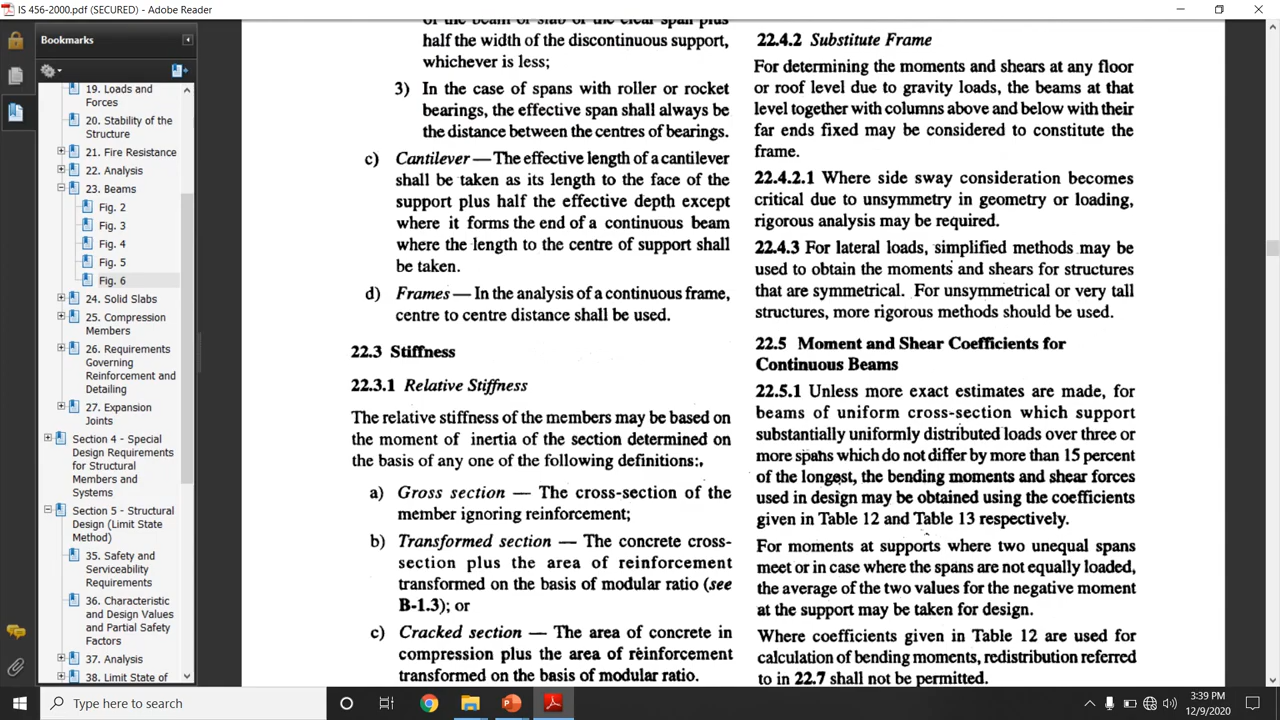 IS 456-2000.pdf (SECURED) - Adobe Reader
Bookmarks
19. Loads and
Forces
20. Stability of the
Structure
21. Fire Resistance
22. Analysis
23. Beams
Fig. 2
Fig. 3
Fig. 4
Fig. 5
Fig. 6
24. Solid Slabs
25. Compression
Members
26. Requirements
Governing
Reinforcement and
Detailing
27. Expansion
Joints
Section 4 - Special
Design Requirements
for Structural
Members and
Systems
Section 5 - Structural
Design (Limit State
Method)
35. Safety and
Serviceability
Requirements
36. Characteristic
and Design Values
and Partial Safety
Factors
37. Analysis
38. Limit State of
of the beam or slab or the clear span plus
half the width of the discontinuous support,
whichever is less;
3) In the case of spans with roller or rocket
bearings, the effective span shall always be
the distance between the centres of bearings.
c) Cantilever — The effective length of a cantilever
shall be taken as its length to the face of the
support plus half the effective depth except
where it forms the end of a continuous beam
where the length to the centre of support shall
be taken.
d) Frames — In the analysis of a continuous frame,
centre to centre distance shall be used.
22.3 Stiffness
22.3.1 Relative Stiffness
The relative stiffness of the members may be based on
the moment of inertia of the section determined on
the basis of any one of the following definitions:
a) Gross section — The cross-section of the
member ignoring reinforcement;
b) Transformed section — The concrete cross-
section plus the area of reinforcement
transformed on the basis of modular ratio (see
B-1.3); or
c) Cracked section — The area of concrete in
compression plus the area of reinforcement
transformed on the basis of modular ratio.
22.4.2 Substitute Frame
For determining the moments and shears at any floor
or roof level due to gravity loads, the beams at that
level together with columns above and below with their
far ends fixed may be considered to constitute the
frame.
22.4.2.1 Where side sway consideration becomes
critical due to unsymmetry in geometry or loading,
rigorous analysis may be required.
22.4.3 For lateral loads, simplified methods may be
used to obtain the moments and shears for structures
that are symmetrical. For unsymmetrical or very tall
structures, more rigorous methods should be used.
22.5 Moment and Shear Coefficients for
Continuous Beams
22.5.1 Unless more exact estimates are made, for
beams of uniform cross-section which support
substantially uniformly distributed loads over three or
more spans which do not differ by more than 15 percent
of the longest, the bending moments and shear forces
used in design may be obtained using the coefficients
given in Table 12 and Table 13 respectively.
For moments at supports where two unequal spans
meet or in case where the spans are not equally loaded,
the average of the two values for the negative moment
at the support may be taken for design.
Where coefficients given in Table 12 are used for
calculation of bending moments, redistribution referred
to in 22.7 shall not be permitted.
Type here to search
3:39 PM
12/9/2020